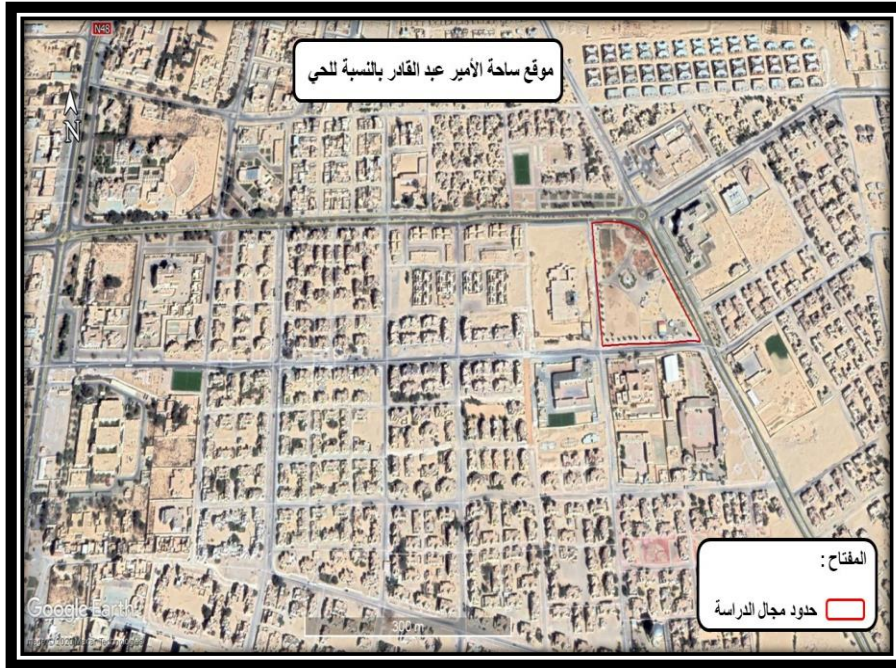 N48
موقع ساحة الأمير عبد القادر بالنسبة للحي
N
المفتاح :
حدود مجال الدراسة
Google Earth
300 m